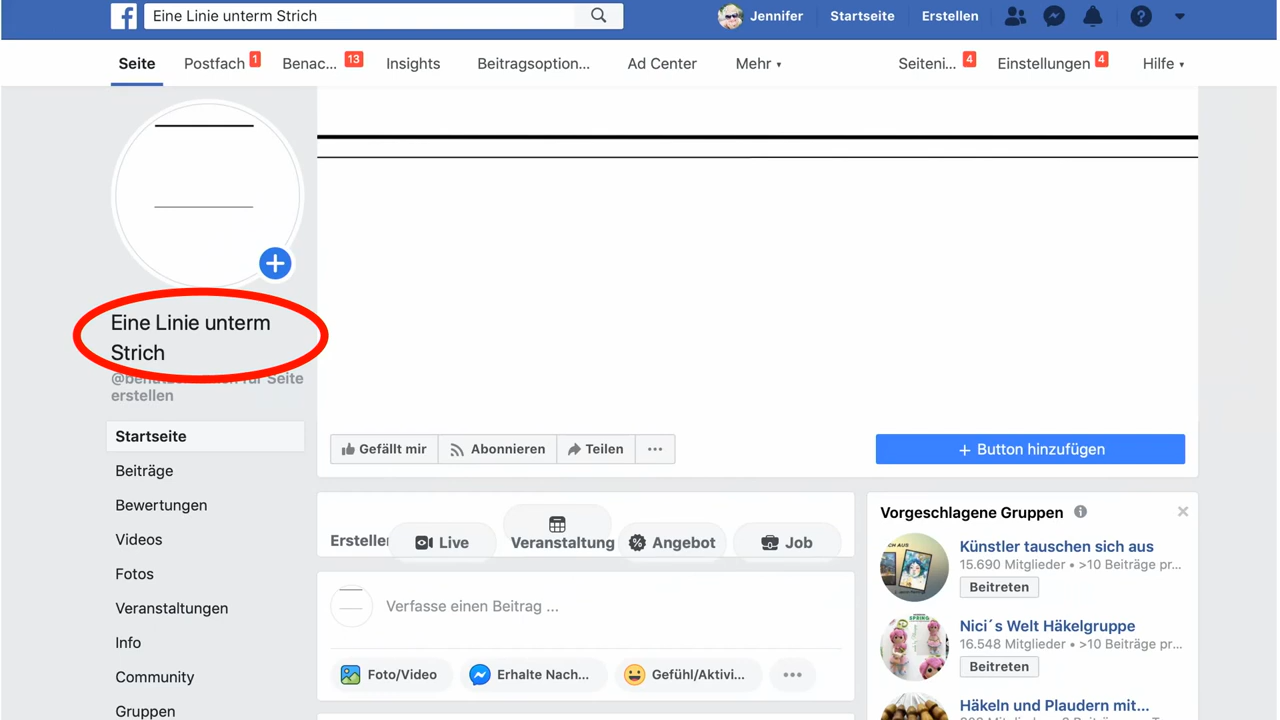 f Eine Linie unterm Strich Jennifer Startseite Erstellen ?
Seite Postfach 1 Benac... 13 Insights Beitragsoption... Ad Center Mehr Seiteni... 4 Einstellungen 4 Hilfe
Eine Linie unterm
Strich
für Seite
erstellen
Startseite
Beiträge
Bewertungen
Videos
Fotos
Veranstaltungen
Info
Community
Gruppen
Gefällt mir Abonnieren Teilen ... + Button hinzufügen
Erstellen Live Veranstaltung Angebot Job
Verfasse einen Beitrag ...
Foto/Video Erhalte Nach... Gefühl/Aktivi... ...
Vorgeschlagene Gruppen i ×
Künstler tauschen sich aus
15.690 Mitglieder • >10 Beiträge pr...
Beitreten
Nici´s Welt Häkelgruppe
16.548 Mitglieder • >10 Beiträge pr...
Beitreten
SPRING
Häkeln und Plaudern mit...